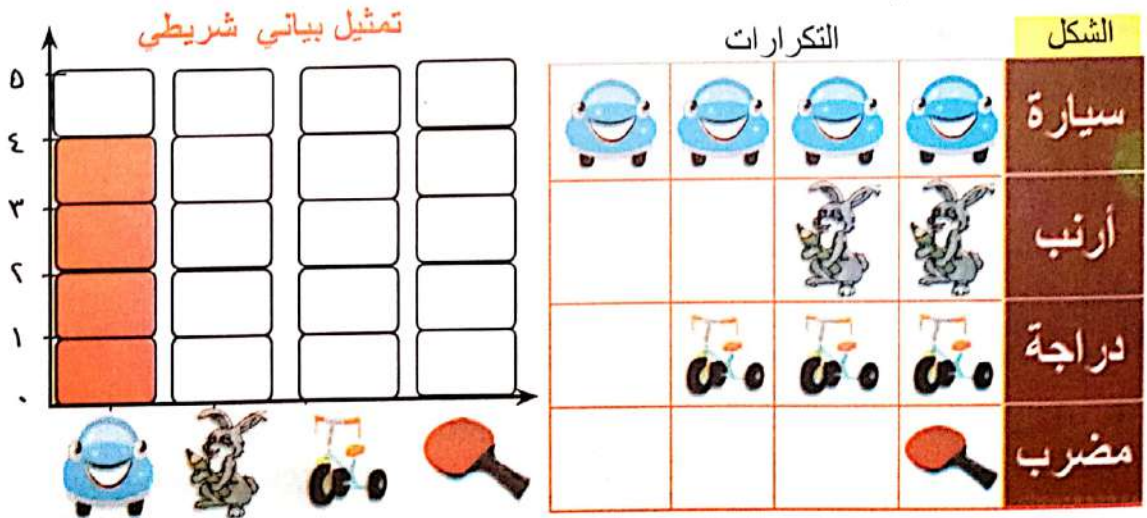 الشكل
التكرارات
سيارة
أرنب
دراجة
مضرب
تمثيل بياني شريطي
٥
٤
٣
٢
١
٠